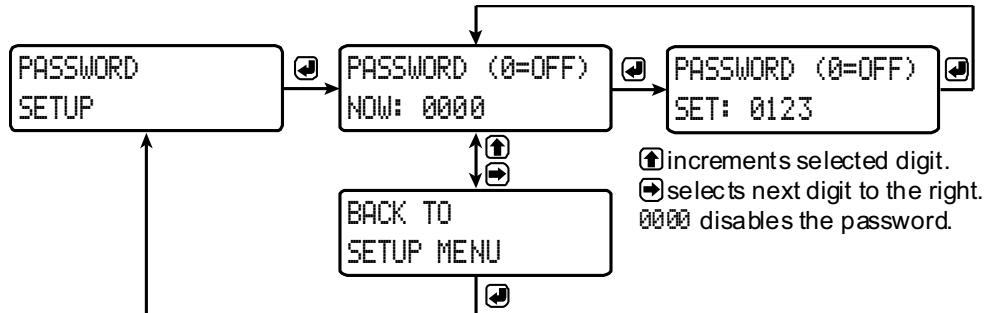 PASSWORD
SETUP
PASSWORD (0=OFF)
NOW: 0000
PASSWORD (0=OFF)
SET: 0123
increments selected digit.
selects next digit to the right.
0000 disables the password.
BACK TO
SETUP MENU